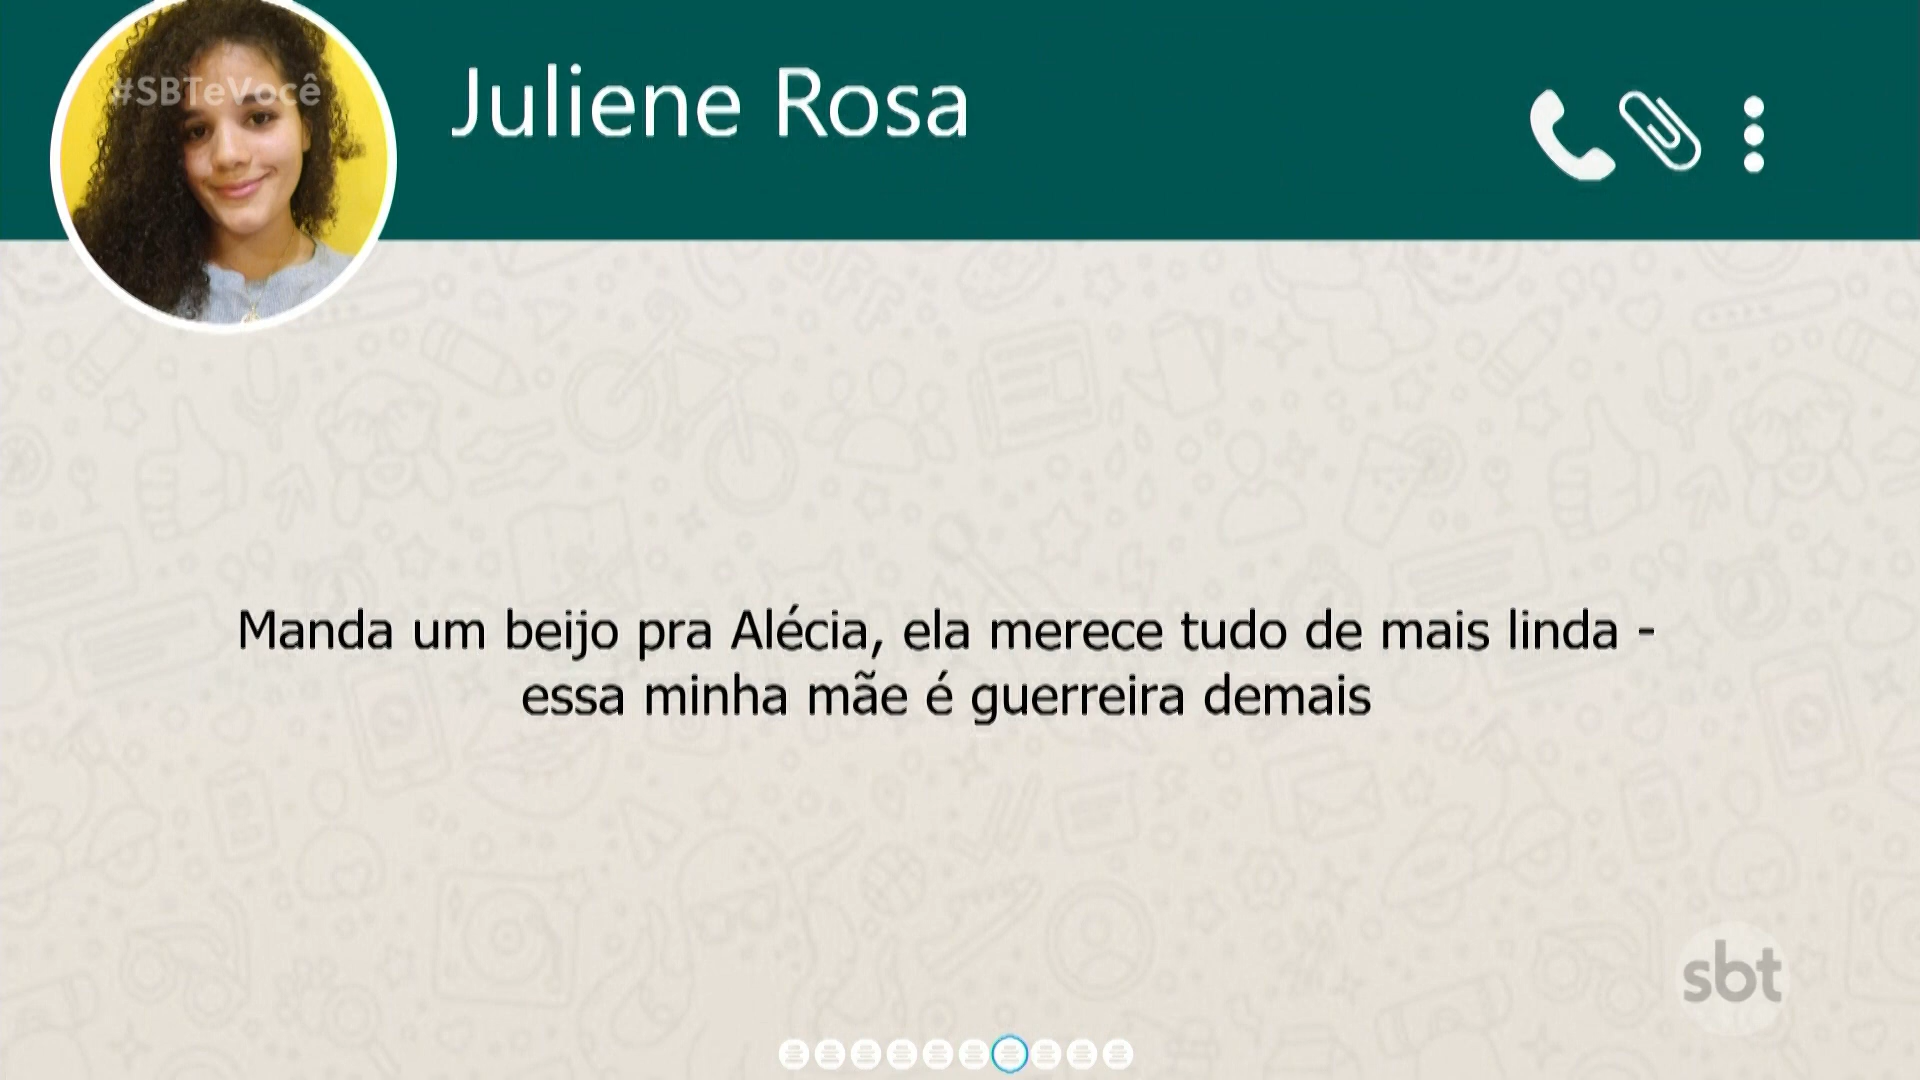 #SBTeVocê
Juliene Rosa
Manda um beijo pra Alécia, ela merece tudo de mais linda -
essa minha mãe é guerreira demais
sbt